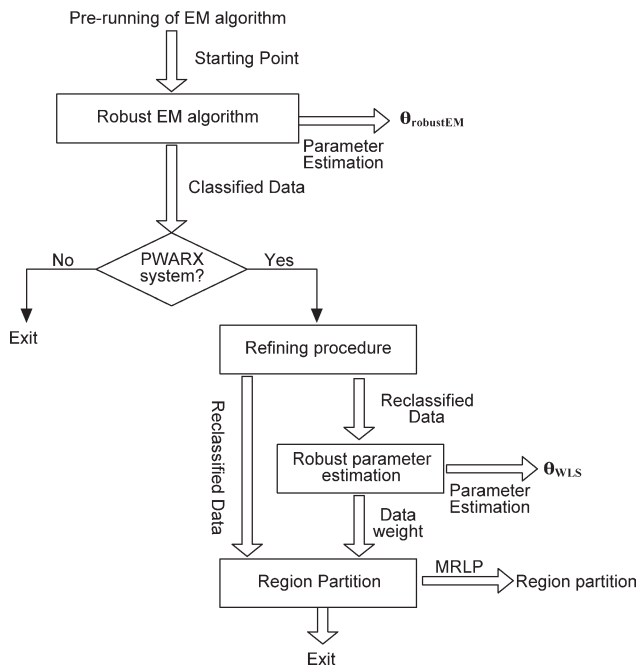 Pre-running of EM algorithm
Starting Point
Robust EM algorithm
θrobustEM
Parameter
Estimation
Classified Data
No
PWARX
system?
Yes
Exit
Refining procedure
Reclassified Data
Reclassified
Data
Robust parameter
estimation
θWLS
Parameter
Estimation
Data
weight
Region Partition
MRLP
Region partition
Exit